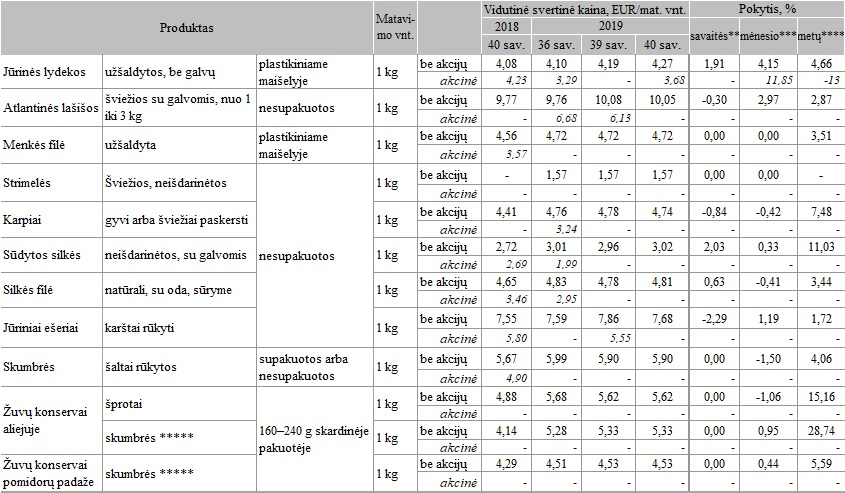 Produktas Matavi- mo vnt. Vidutinė svertinė kaina, EUR/mat. vnt. Pokytis, %
2018 2019 savaitės** mėnesio*** metų****
40 sav. 36 sav. 39 sav. 40 sav.
Jūrinės lydekos užšaldytos, be galvų plastikiniame maišelyje 1 kg be akcijų 4,08 4,10 4,19 4,27 1,91 4,15 4,66
akcinė 4,23 3,29 - 3,68 - 11,85 -13
Atlantinės lašišos šviežios su galvomis, nuo 1 iki 3 kg nesupakuotos 1 kg be akcijų 9,77 9,76 10,08 10,05 -0,30 2,97 2,87
akcinė - 6,68 6,13 - - - -
Menkės filė užšaldyta plastikiniame maišelyje 1 kg be akcijų 4,56 4,72 4,72 4,72 0,00 0,00 3,51
akcinė 3,57 - - - - - -
Strimelės Šviežios, neišdarinėtos nesupakuotos 1 kg be akcijų - 1,57 1,57 1,57 0,00 0,00 -
akcinė - - - - - - -
Karpiai gyvi arba šviežiai paskersti 1 kg be akcijų 4,41 4,76 4,78 4,74 -0,84 -0,42 7,48
akcinė - 3,24 - - - - -
Sūdytos silkės neišdarinėtos, su galvomis 1 kg be akcijų 2,72 3,01 2,96 3,02 2,03 0,33 11,03
akcinė 2,69 1,99 - - - - -
Silkės filė natūrali, su oda, sūryme 1 kg be akcijų 4,65 4,83 4,78 4,81 0,63 -0,41 3,44
akcinė 3,46 2,95 - - - - -
Jūriniai ešeriai karštai rūkyti 1 kg be akcijų 7,55 7,59 7,86 7,68 -2,29 1,19 1,72
akcinė 5,80 - 5,55 - - - -
Skumbrės šaltai rūkytos supakuotos arba nesupakuotos 1 kg be akcijų 5,67 5,99 5,90 5,90 0,00 -1,50 4,06
akcinė 4,90 - - - - - -
Žuvų konservai aliejuje šprotai 160–240 g skardinėje pakuotėje 1 kg be akcijų 4,88 5,68 5,62 5,62 0,00 -1,06 15,16
akcinė - - - - - - -
skumbrės ***** 1 kg be akcijų 4,14 5,28 5,33 5,33 0,00 0,95 28,74
akcinė - - - - - - -
Žuvų konservai pomidorų padaže skumbrės ***** 1 kg be akcijų 4,29 4,51 4,53 4,53 0,00 0,44 5,59
akcinė - - - - - - -